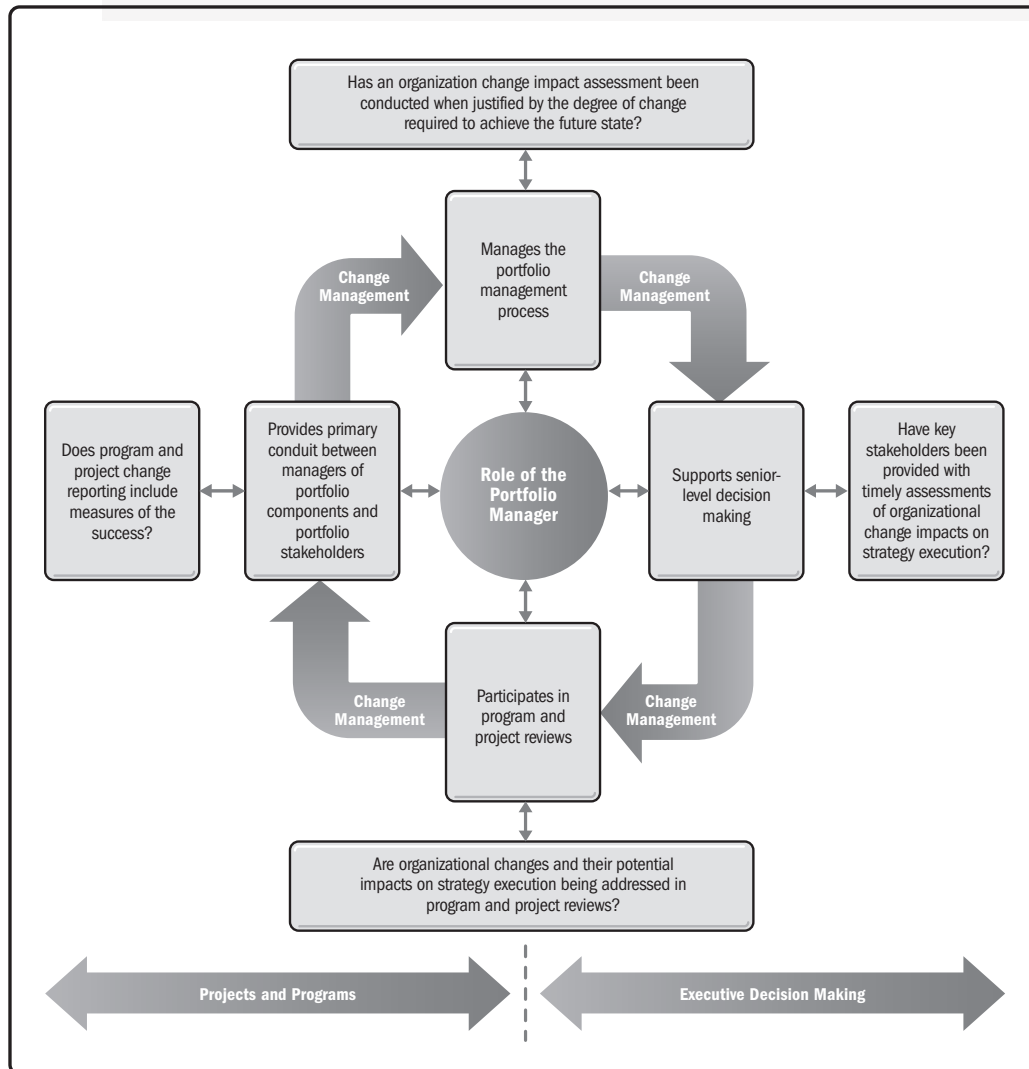 Has an organization change impact assessment been
conducted when justified by the degree of change
required to achieve the future state?
Manages the
portfolio
management
process
Change
Management
Change
Management
Does program and
project change
reporting include
measures of the
success?
Provides primary
conduit between
managers of
portfolio
components and
portfolio
stakeholders
Role of the
Portfolio
Manager
Supports senior-
level decision
making
Have key
stakeholders been
provided with
timely assessments
of organizational
change impacts on
strategy execution?
Change
Management
Participates in
program and
project reviews
Change
Management
Are organizational changes and their potential
impacts on strategy execution being addressed in
program and project reviews?
Projects and Programs
Executive Decision Making